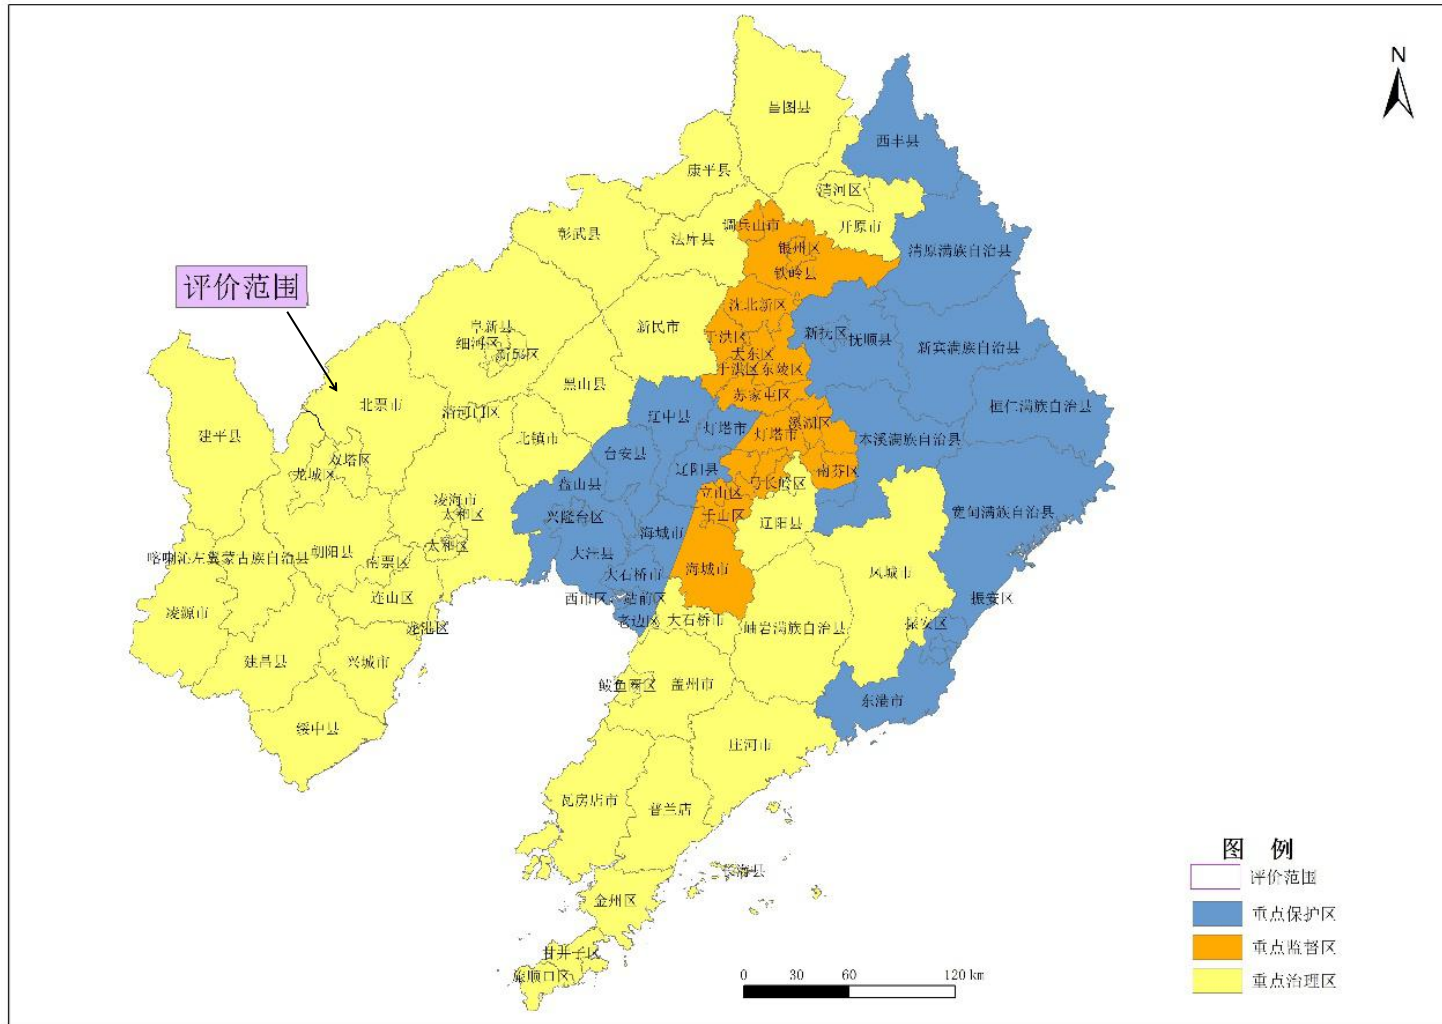 N
昌图县
西丰县
康平县
清河区
开原市
调兵山市
彰武县
法库县
银州区
清原满族自治县
铁岭县
评价范围
沈北新区
新民市
阜新县
细河区
新邱区
于洪区
新抚区
抚顺县
新宾满族自治县
大东区
于洪区
东陵区
黑山县
苏家屯区
北票市
清河门区
辽中县
桓仁满族自治县
建平县
北镇市
灯塔市
灯塔市
溪湖区
本溪满族自治县
台安县
双塔区
龙城区
辽阳县
南芬区
盘山县
弓长岭区
立山区
凌海市
太和区
兴隆台区
千山区
辽阳县
宽甸满族自治县
海城市
太和区
朝阳县
喀喇沁左翼蒙古族自治县
南票区
大洼县
大石桥市
海城市
凤城市
连山区
西市区
站前区
振安区
凌源市
老边区
大石桥市
岫岩满族自治县
振安区
龙港区
建昌县
兴城市
鲅鱼圈区
盖州市
东港市
绥中县
庄河市
瓦房店市
普兰店
长海县
金州区
甘井子区
旅顺口区
0 30 60 120 km
图 例
评价范围
重点保护区
重点监督区
重点治理区